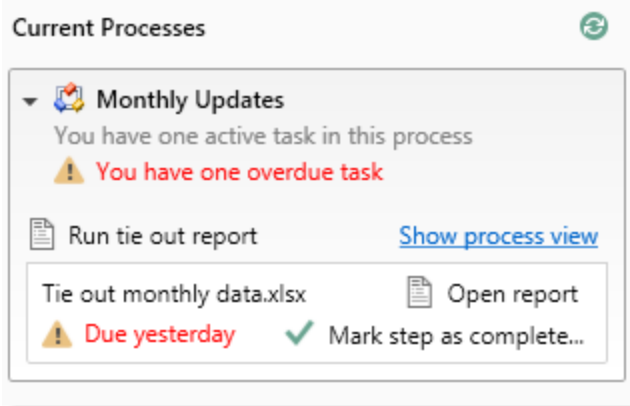 Current Processes
Monthly Updates
You have one active task in this process
You have one overdue task
Run tie out report Show process view
Tie out monthly data.xlsx Open report
Due yesterday Mark step as complete...